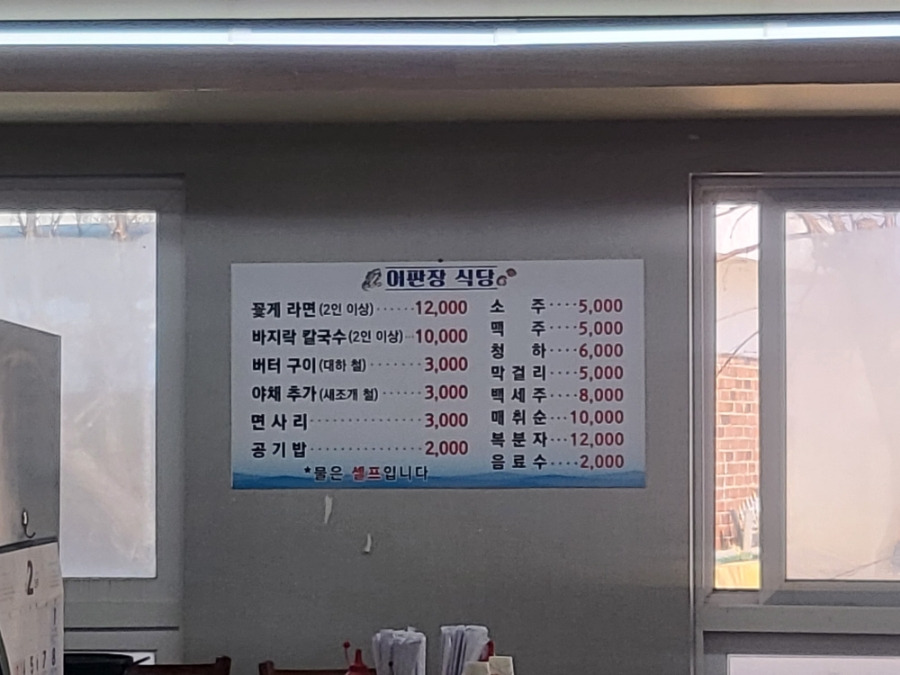 어판장 식당
꽃게 라면 (2인 이상) ······ 12,000
바지락 칼국수 (2인 이상) ·· 10,000
버터 구이 (대하 철) ······· 3,000
야채 추가 (새조개 철) ······ 3,000
면 사 리 ··············· 3,000
공 기 밥 ··············· 2,000
*물은 셀프입니다
소 주 ···· 5,000
맥 주 ···· 5,000
청 하 ···· 6,000
막 걸 리 ···· 5,000
백 세 주 ···· 8,000
매 취 순 ··· 10,000
복 분 자 ··· 12,000
음 료 수 ···· 2,000
2
5 7 8